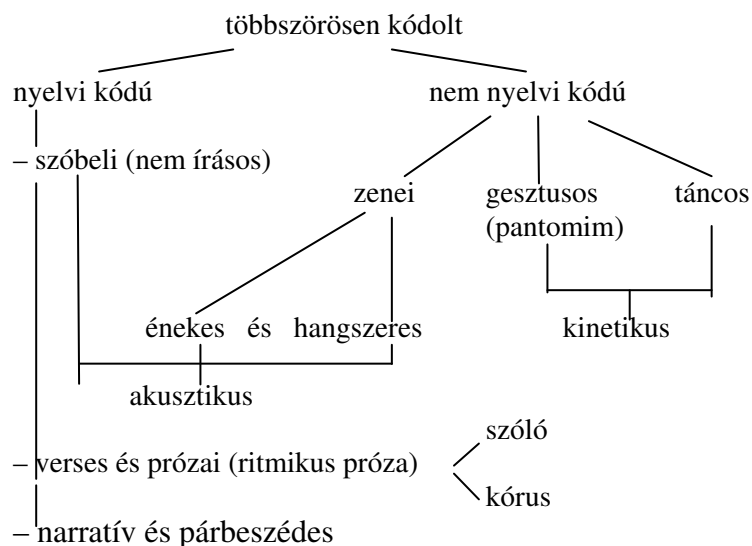 többszörösen kódolt
nyelvi kódú nem nyelvi kódú
– szóbeli (nem írásos)
zenei gesztusos táncos
(pantomim)
énekes és hangszeres kinetikus
akusztikus
szóló
– verses és prózai (ritmikus próza)
kórus
– narratív és párbeszédes